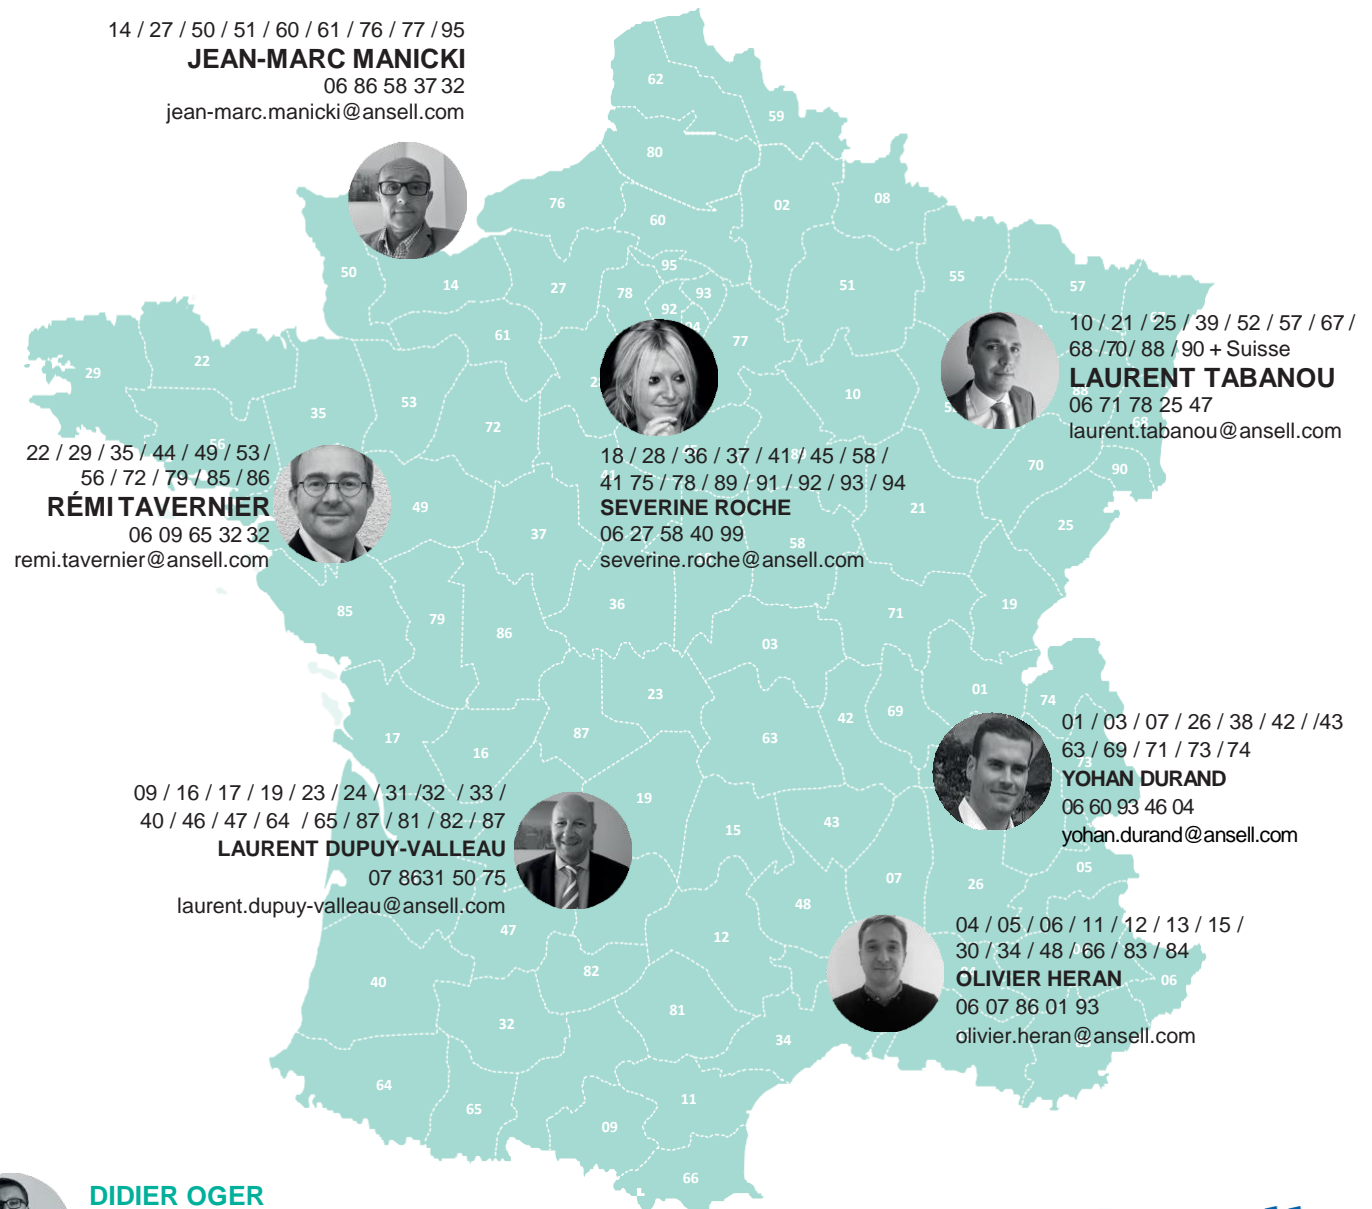 14 / 27 / 50 / 51 / 60 / 61 / 76 / 77 / 95
JEAN-MARC MANICKI
06 86 58 37 32
jean-marc.manicki@ansell.com
62
59
80
76
02
08
60
50
95
55
51
57
14
27
78
93
92
61
77
10 / 21 / 25 / 39 / 52 / 57 / 67 /
68 /70/ 88 / 90 + Suisse
LAURENT TABANOU
06 71 78 25 47
laurent.tabanou@ansell.com
22
29
53
10
88
35
72
68
22 / 29 / 35 / 44 / 49 / 53 /
56 / 72 / 79 / 85 / 86
RÉMI TAVERNIER
06 09 65 32 32
remi.tavernier@ansell.com
56
45
89
70
90
41
18 / 28 / 36 / 37 / 41 / 45 / 58 /
41 75 / 78 / 89 / 91 / 92 / 93 / 94
SEVERINE ROCHE
06 27 58 40 99
severine.roche@ansell.com
49
21
25
37
58
85
79
86
36
71
19
03
23
01
74
42
69
17
16
87
63
01 / 03 / 07 / 26 / 38 / 42 / /43
63 / 69 / 71 / 73 / 74
YOHAN DURAND
06 60 93 46 04
yohan.durand@ansell.com
73
09 / 16 / 17 / 19 / 23 / 24 / 31 /32 / 33 /
40 / 46 / 47 / 64 / 65 / 87 / 81 / 82 / 87
LAURENT DUPUY-VALLEAU
07 8631 50 75
laurent.dupuy-valleau@ansell.com
19
15
43
05
07
26
48
47
12
04 / 05 / 06 / 11 / 12 / 13 / 15 /
30 / 34 / 48 / 66 / 83 / 84
OLIVIER HERAN
06 07 86 01 93
olivier.heran@ansell.com
82
40
06
81
32
34
64
65
11
09
66
DIDIER OGER